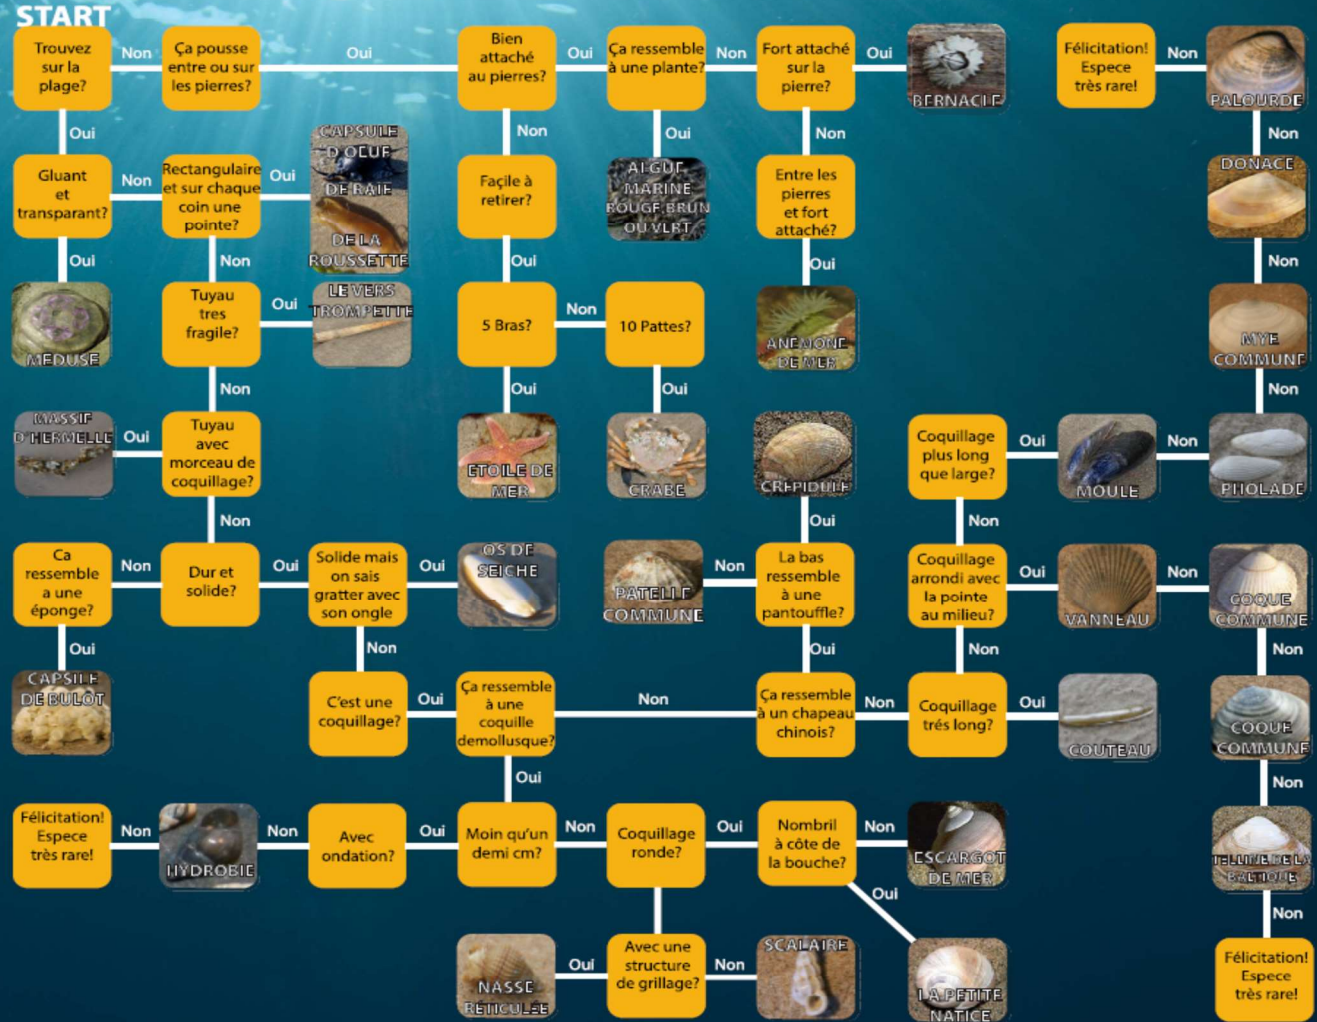 START
Trouvez
sur la
plage?
Non
Ça pousse
entre ou sur
les pierres?
Oui
Bien
attaché
au pierres?
Oui
Ça ressemble
à une plante?
Non
Fort attaché
sur la
pierre?
Oui
BERNACLE
Félicitation!
Espece
très rare!
Non
PALOURDE
Oui
Non
Oui
Non
Non
Gluant
et
transparant?
Non
Rectangulaire
et sur chaque
coin une
pointe?
Oui
CAPSULE
D'OEUF
DE RAIE
DE LA
ROUSSETTE
Façile à
retirer?
ALGUE
MARINE
ROUGE, BRUN
OU VERT
Entre les
pierres
et fort
attaché?
DONACE
Oui
Non
Oui
Oui
Non
MEDUSE
Tuyau
tres
fragile?
Oui
LE VERS
TROMPETTE
5 Bras?
Non
10 Pattes?
ANEMONE
DE MER
MYE
COMMUNE
Non
Oui
Oui
Non
MASSIF
D'HERMELLE
Oui
Tuyau
avec
morceau de
coquillage?
ETOILE DE
MER
CRABE
CREPIDULE
Coquillage
plus long
que large?
Oui
MOULE
Non
PHOLADE
Non
Oui
Non
Ca
ressemble
a une
éponge?
Non
Dur et
solide?
Oui
Solide mais
on sais
gratter avec
son ongle
Oui
OS DE
SEICHE
PATELLE
COMMUNE
Non
La bas
ressemble
à une
pantouffle?
Coquillage
arrondi avec
la pointe
au milieu?
Oui
VANNEAU
Non
COQUE
COMMUNE
Oui
Non
Oui
Non
Non
CAPSILE
DE BULOT
C'est une
coquillage?
Oui
Ça ressemble
à une
coquille
demollusque?
Non
Ça ressemble
à un chapeau
chinois?
Non
Coquillage
trés long?
Oui
COUTEAU
COQUE
COMMUNE
Oui
Non
Félicitation!
Espece
très rare!
Non
HYDROBIE
Non
Avec
ondation?
Oui
Moin qu'un
demi cm?
Non
Coquillage
ronde?
Oui
Nombril
à côte de
la bouche?
Non
ESCARGOT
DE MER
TELLINE DE LA
BALTIQUE
Oui
Non
NASSE
RÉTICULÉE
Oui
Avec une
structure
de grillage?
Non
SCALAIRE
LA PETITE
NATICE
Félicitation!
Espece
très rare!